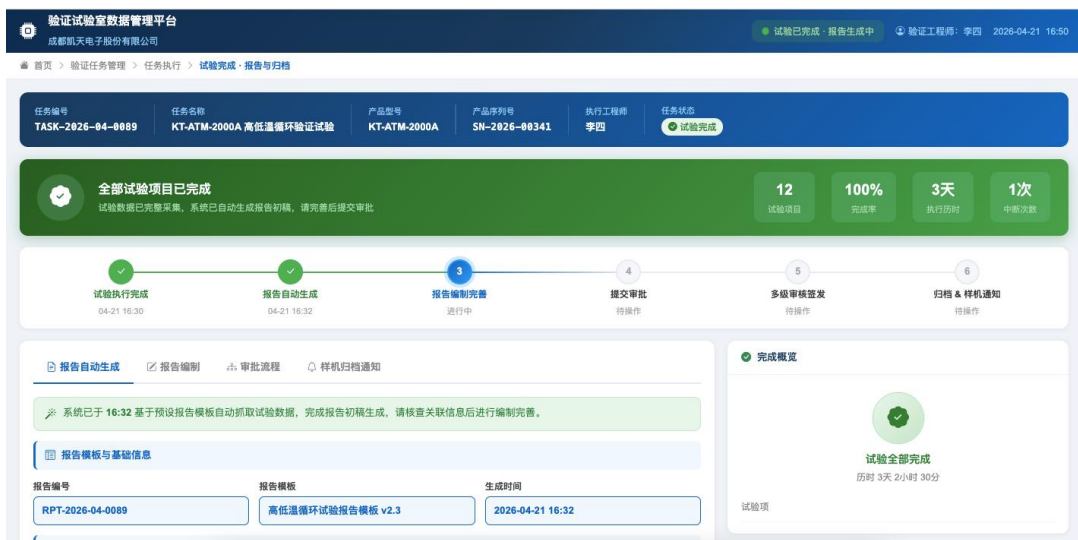 验证试验室数据管理平台
成都凯天电子股份有限公司
试验已完成 · 报告生成中
验证工程师：李四
2026-04-21 16:50
首页 > 验证任务管理 > 任务执行 > 试验完成 · 报告与归档
任务编号 任务名称 产品型号 产品序列号 执行工程师 任务状态
TASK-2026-04-0089 KT-ATM-2000A 高低温循环验证试验 KT-ATM-2000A SN-2026-00341 李四 试验完成
全部试验项目已完成
试验数据已完整采集，系统已自动生成报告初稿，请完善后提交审批
12 100% 3天 1次
试验项目 完成率 执行历时 中断次数
3 4 5 6
试验执行完成 报告自动生成 报告编制完善 提交审批 多级审核签发 归档 & 样机通知
04-21 16:30 04-21 16:32 进行中 待操作 待操作 待操作
报告自动生成 报告编制 审批流程 样机归档通知
系统已于 16:32 基于预设报告模板自动抓取试验数据，完成报告初稿生成，请核查关联信息后进行编制完善。
报告模板与基础信息
报告编号 报告模板 生成时间
RPT-2026-04-0089 高低温循环试验报告模板 v2.3 2026-04-21 16:32
完成概览
试验全部完成
历时 3天 2小时 30分
试验项